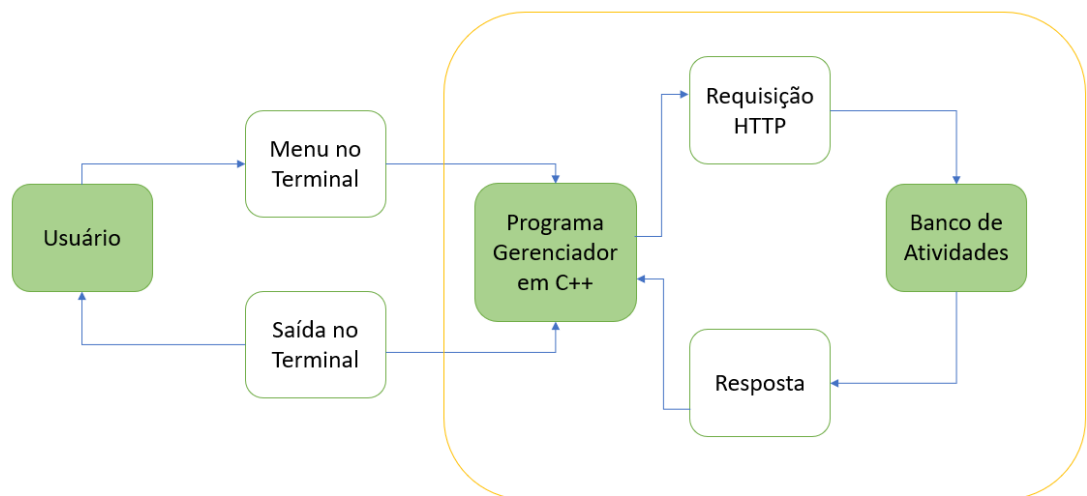 Usuário
Menu no
Terminal
Saída no
Terminal
Programa
Gerenciador
em C++
Requisição
HTTP
Banco de
Atividades
Resposta